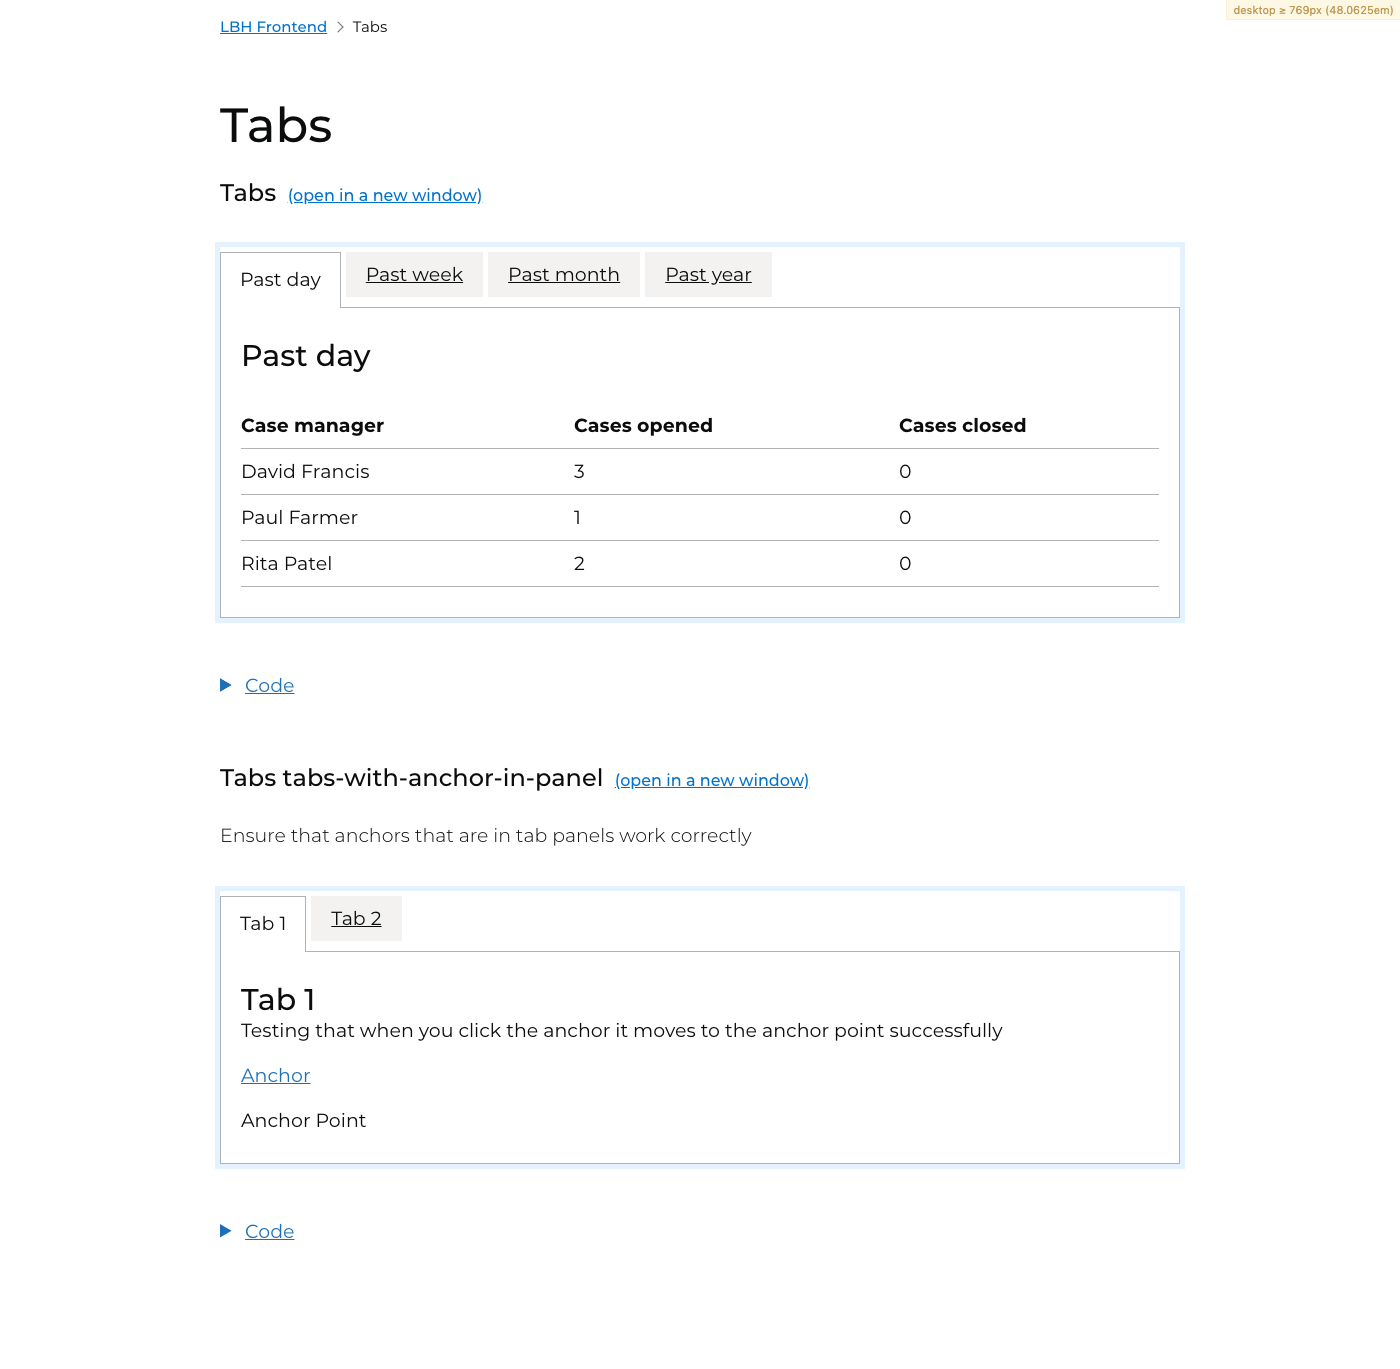 desktop ≥ 769px (48.0625em)
LBH Frontend > Tabs
Tabs
Tabs (open in a new window)
Past day Past week Past month Past year
Past day
Case manager Cases opened Cases closed
David Francis 3 0
Paul Farmer 1 0
Rita Patel 2 0
Code
Tabs tabs-with-anchor-in-panel (open in a new window)
Ensure that anchors that are in tab panels work correctly
Tab 1 Tab 2
Tab 1
Testing that when you click the anchor it moves to the anchor point successfully
Anchor
Anchor Point
Code